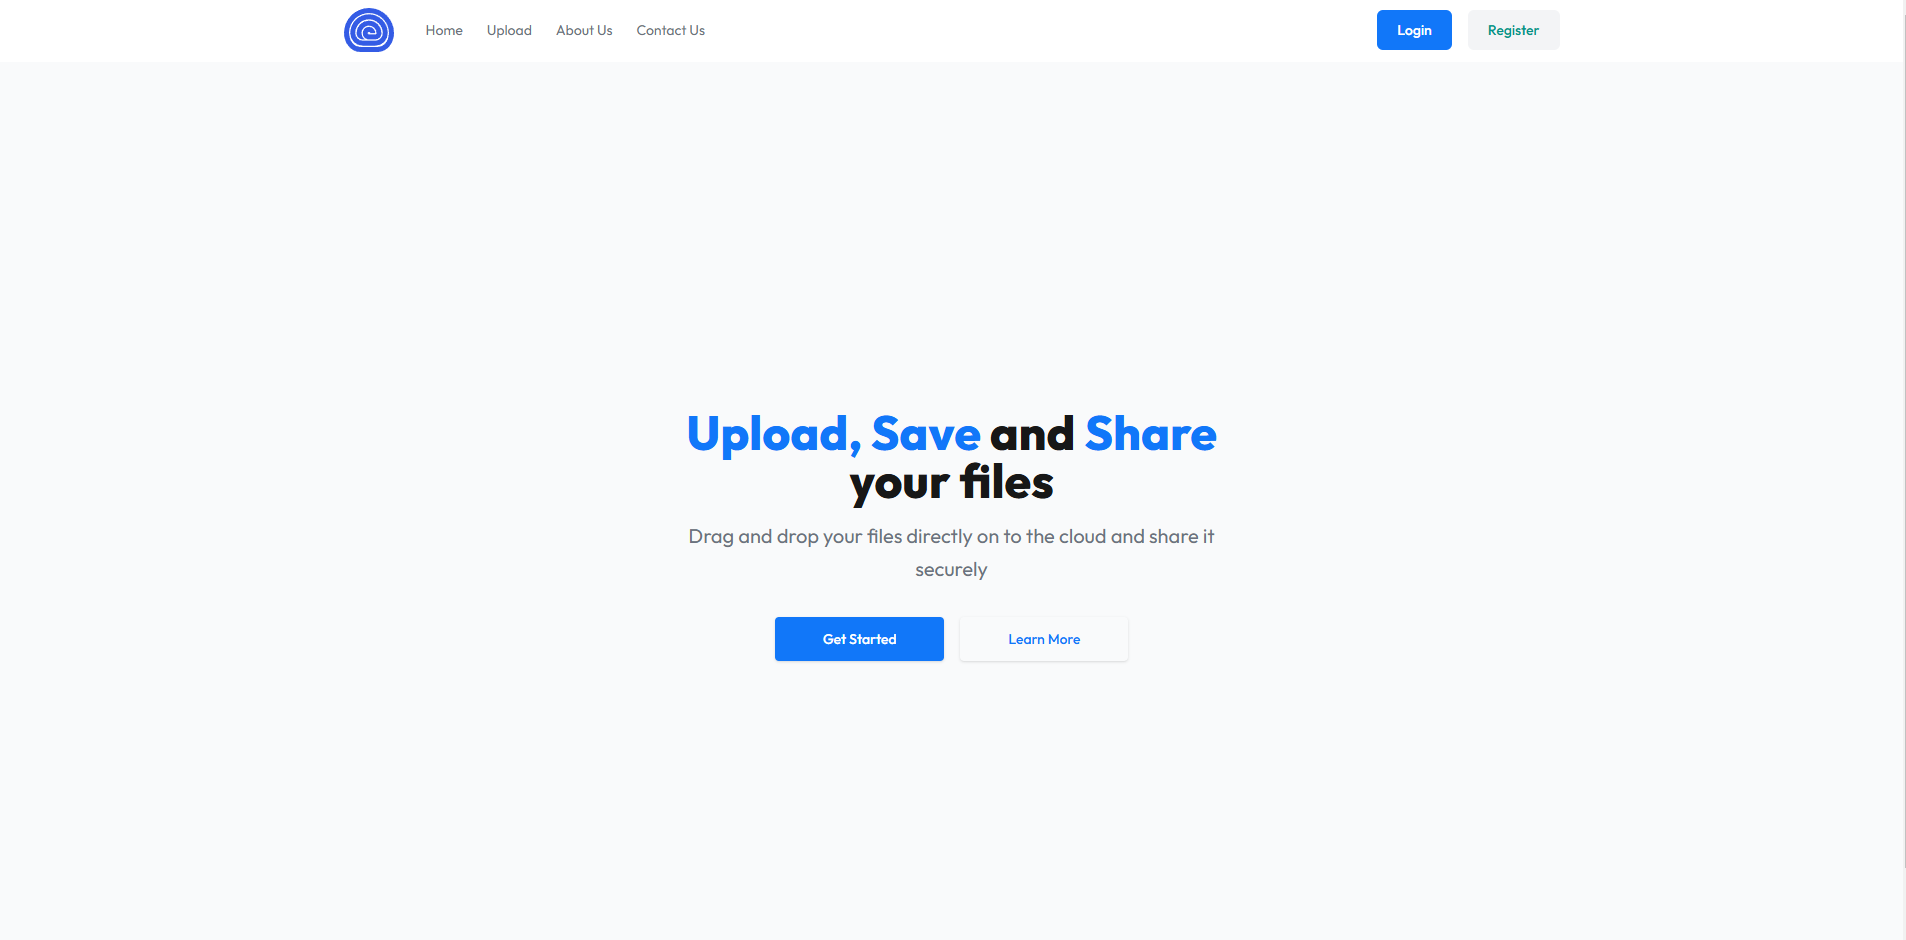 Home Upload About Us Contact Us Login Register
Upload, Save and Share
your files
Drag and drop your files directly on to the cloud and share it
securely
Get Started Learn More